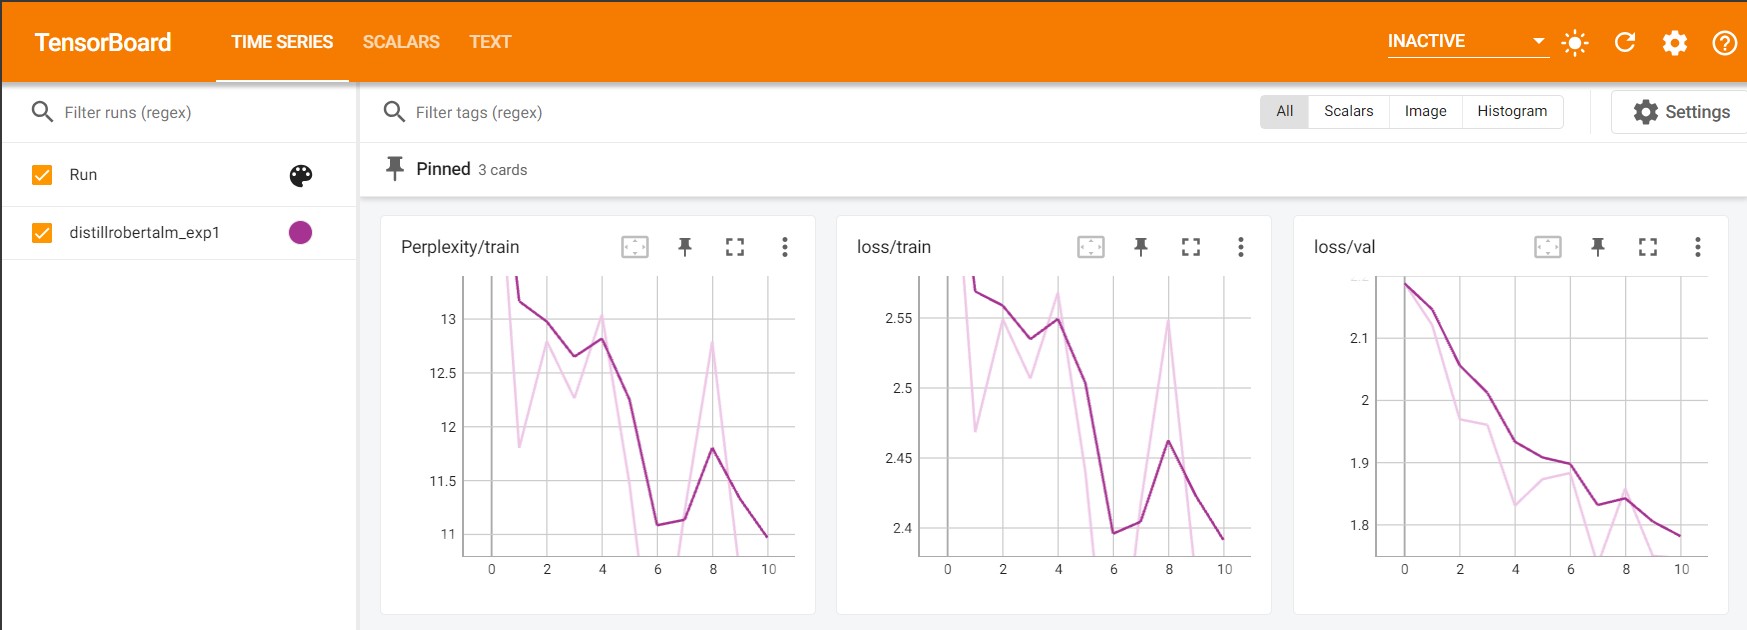 TensorBoard TIME SERIES SCALARS TEXT INACTIVE
Filter runs (regex)
Filter tags (regex) All Scalars Image Histogram Settings
Run
Pinned 3 cards
distillrobertalm_exp1
Perplexity/train
13
12.5
12
11.5
11
0 2 4 6 8 10
loss/train
2.55
2.5
2.45
2.4
0 2 4 6 8 10
loss/val
2.1
2
1.9
1.8
0 2 4 6 8 10